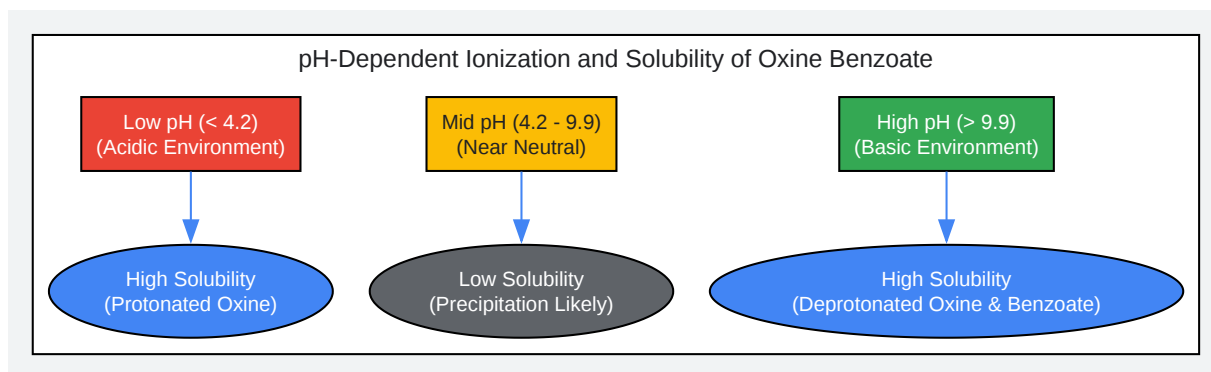 pH-Dependent Ionization and Solubility of Oxine Benzoate
Low pH (< 4.2)
(Acidic Environment)
Mid pH (4.2 - 9.9)
(Near Neutral)
High pH (> 9.9)
(Basic Environment)
High Solubility
(Protonated Oxine)
Low Solubility
(Precipitation Likely)
High Solubility
(Deprotonated Oxine & Benzoate)